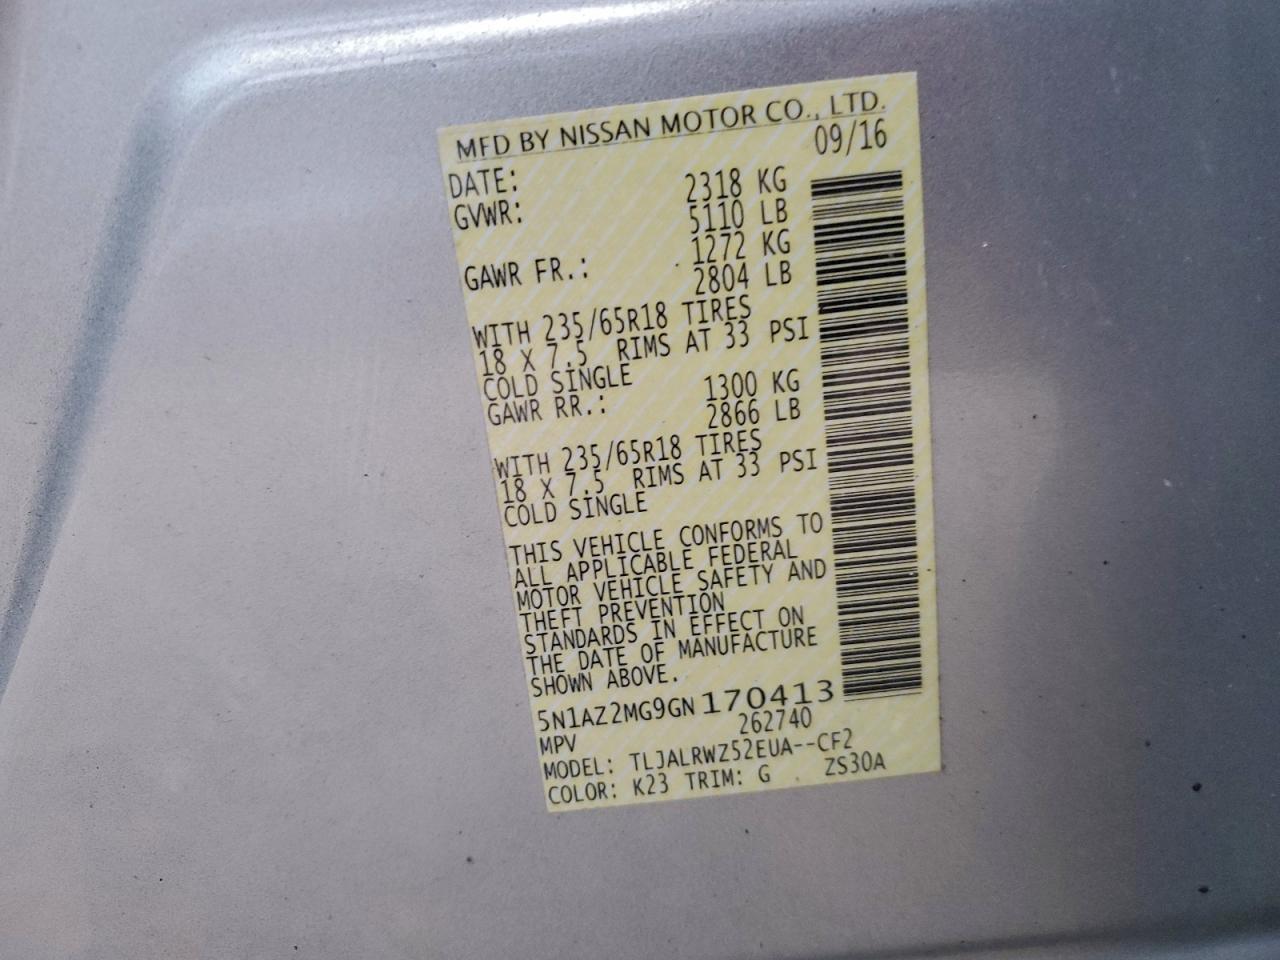 MFD BY NISSAN MOTOR CO., LTD.
DATE: 09/16
GVWR: 2318 KG
5110 LB
GAWR FR.: 1272 KG
2804 LB
WITH 235/65R18 TIRES
18 X 7.5 RIMS AT 33 PSI
COLD SINGLE
GAWR RR.: 1300 KG
2866 LB
WITH 235/65R18 TIRES
18 X 7.5 RIMS AT 33 PSI
COLD SINGLE
THIS VEHICLE CONFORMS TO
ALL APPLICABLE FEDERAL
MOTOR VEHICLE SAFETY AND
THEFT PREVENTION
STANDARDS IN EFFECT ON
THE DATE OF MANUFACTURE
SHOWN ABOVE.
5N1AZ2MG9GN170413
MPV 262740
MODEL: TLJALRWZ52EUA--CF2
COLOR: K23 TRIM: G ZS30A